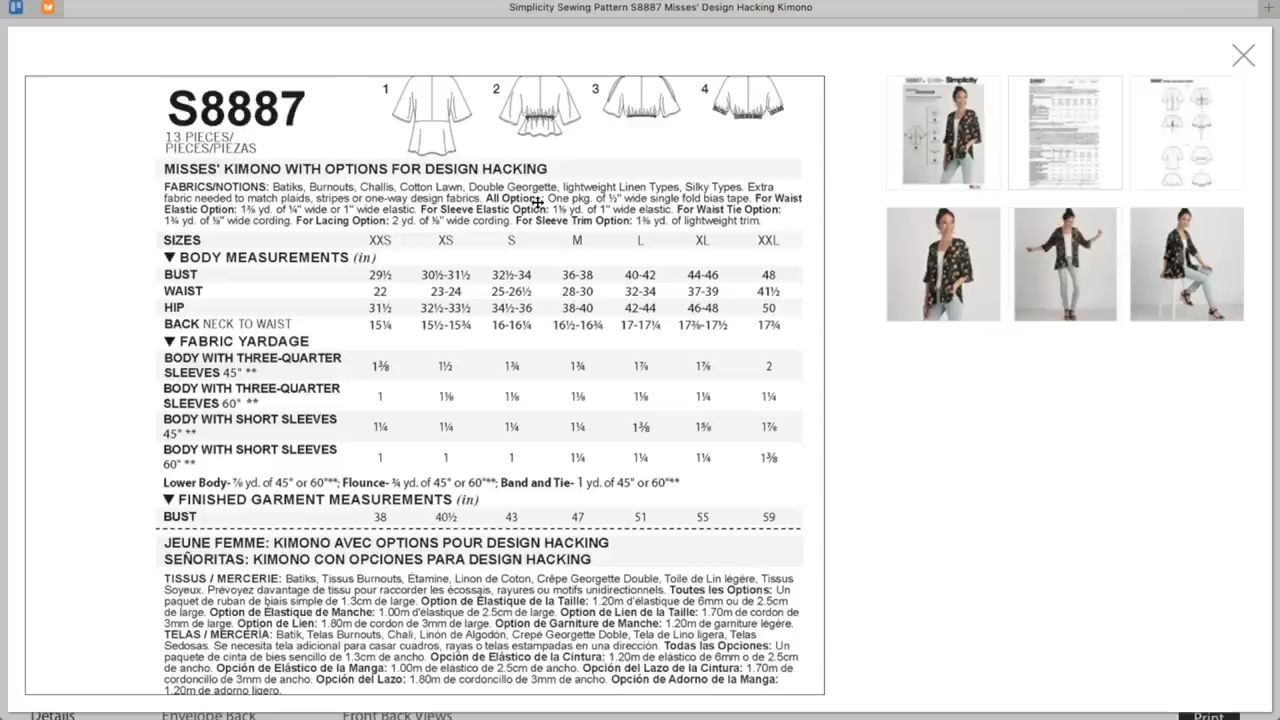 Simplicity Sewing Pattern S8887 Misses' Design Hacking Kimono
S8887
13 PIECES/
PIECES/PIEZAS
1 2 3 4
MISSES' KIMONO WITH OPTIONS FOR DESIGN HACKING
FABRICS/NOTIONS: Batiks, Burnouts, Challis, Cotton Lawn, Double Georgette, lightweight Linen Types, Silky Types. Extra
fabric needed to match plaids, stripes or one-way design fabrics. All Options: One pkg. of ½" wide single fold bias tape. For Waist
Elastic Option: 1⅜ yd. of ¼" wide or 1" wide elastic. For Sleeve Elastic Option: 1⅛ yd. of 1" wide elastic. For Waist Tie Option:
1¾ yd. of ⅛" wide cording. For Lacing Option: 2 yd. of ⅛" wide cording. For Sleeve Trim Option: 1⅜ yd. of lightweight trim.
SIZES XXS XS S M L XL XXL
▼ BODY MEASUREMENTS (in)
BUST 29½ 30½-31½ 32½-34 36-38 40-42 44-46 48
WAIST 22 23-24 25-26½ 28-30 32-34 37-39 41½
HIP 31½ 32½-33½ 34½-36 38-40 42-44 46-48 50
BACK NECK TO WAIST 15¼ 15½-15¾ 16-16¼ 16½-16¾ 17-17¼ 17⅜-17½ 17¾
▼ FABRIC YARDAGE
BODY WITH THREE-QUARTER
SLEEVES 45" ** 1⅜ 1½ 1¾ 1¾ 1⅞ 1⅞ 2
BODY WITH THREE-QUARTER
SLEEVES 60" ** 1 1⅛ 1⅛ 1⅛ 1⅛ 1¼ 1¼
BODY WITH SHORT SLEEVES
45" ** 1¼ 1¼ 1¼ 1¼ 1⅜ 1⅝ 1⅞
BODY WITH SHORT SLEEVES
60" ** 1 1 1 1¼ 1¼ 1¼ 1⅜
Lower Body- ⅞ yd. of 45" or 60"**; Flounce- ¾ yd. of 45" or 60"**; Band and Tie- 1 yd. of 45" or 60"**
▼ FINISHED GARMENT MEASUREMENTS (in)
BUST 38 40½ 43 47 51 55 59
JEUNE FEMME: KIMONO AVEC OPTIONS POUR DESIGN HACKING
SEÑORITAS: KIMONO CON OPCIONES PARA DESIGN HACKING
TISSUS / MERCERIE: Batiks, Tissus Burnouts, Étamine, Linon de Coton, Crêpe Georgette Double, Toile de Lin légère, Tissus
Soyeux. Prévoyez davantage de tissu pour raccorder les écossais, rayures ou motifs unidirectionnels. Toutes les Options: Un
paquet de ruban de biais simple de 1.3cm de large. Option de Élastique de la Taille: 1.20m d'élastique de 6mm ou de 2.5cm
de large. Option de Élastique de Manche: 1.00m d'élastique de 2.5cm de large. Option de Lien de la Taille: 1.70m de cordon de
3mm de large. Option de Lien: 1.80m de cordon de 3mm de large. Option de Garniture de Manche: 1.20m de garniture légère.
TELAS / MERCERÍA: Batik, Telas Burnouts, Chali, Linón de Algodón, Crepé Georgette Doble, Tela de Lino ligera, Telas
Sedosas. Se necesita tela adicional para casar cuadros, rayas o telas estampadas en una dirección. Todas las Opciones: Un
paquete de cinta de bies sencillo de 1.3cm de ancho. Opción de Elástico de la Cintura: 1.20m de elástico de 6mm o de 2.5cm
de ancho. Opción de Elástico de la Manga: 1.00m de elástico de 2.5cm de ancho. Opción del Lazo de la Cintura: 1.70m de
cordoncillo de 3mm de ancho. Opción del Lazo: 1.80m de cordoncillo de 3mm de ancho. Opción de Adorno de la Manga:
1.20m de adorno ligero.
Simplicity
Details Envelope Back Front Back Views Print